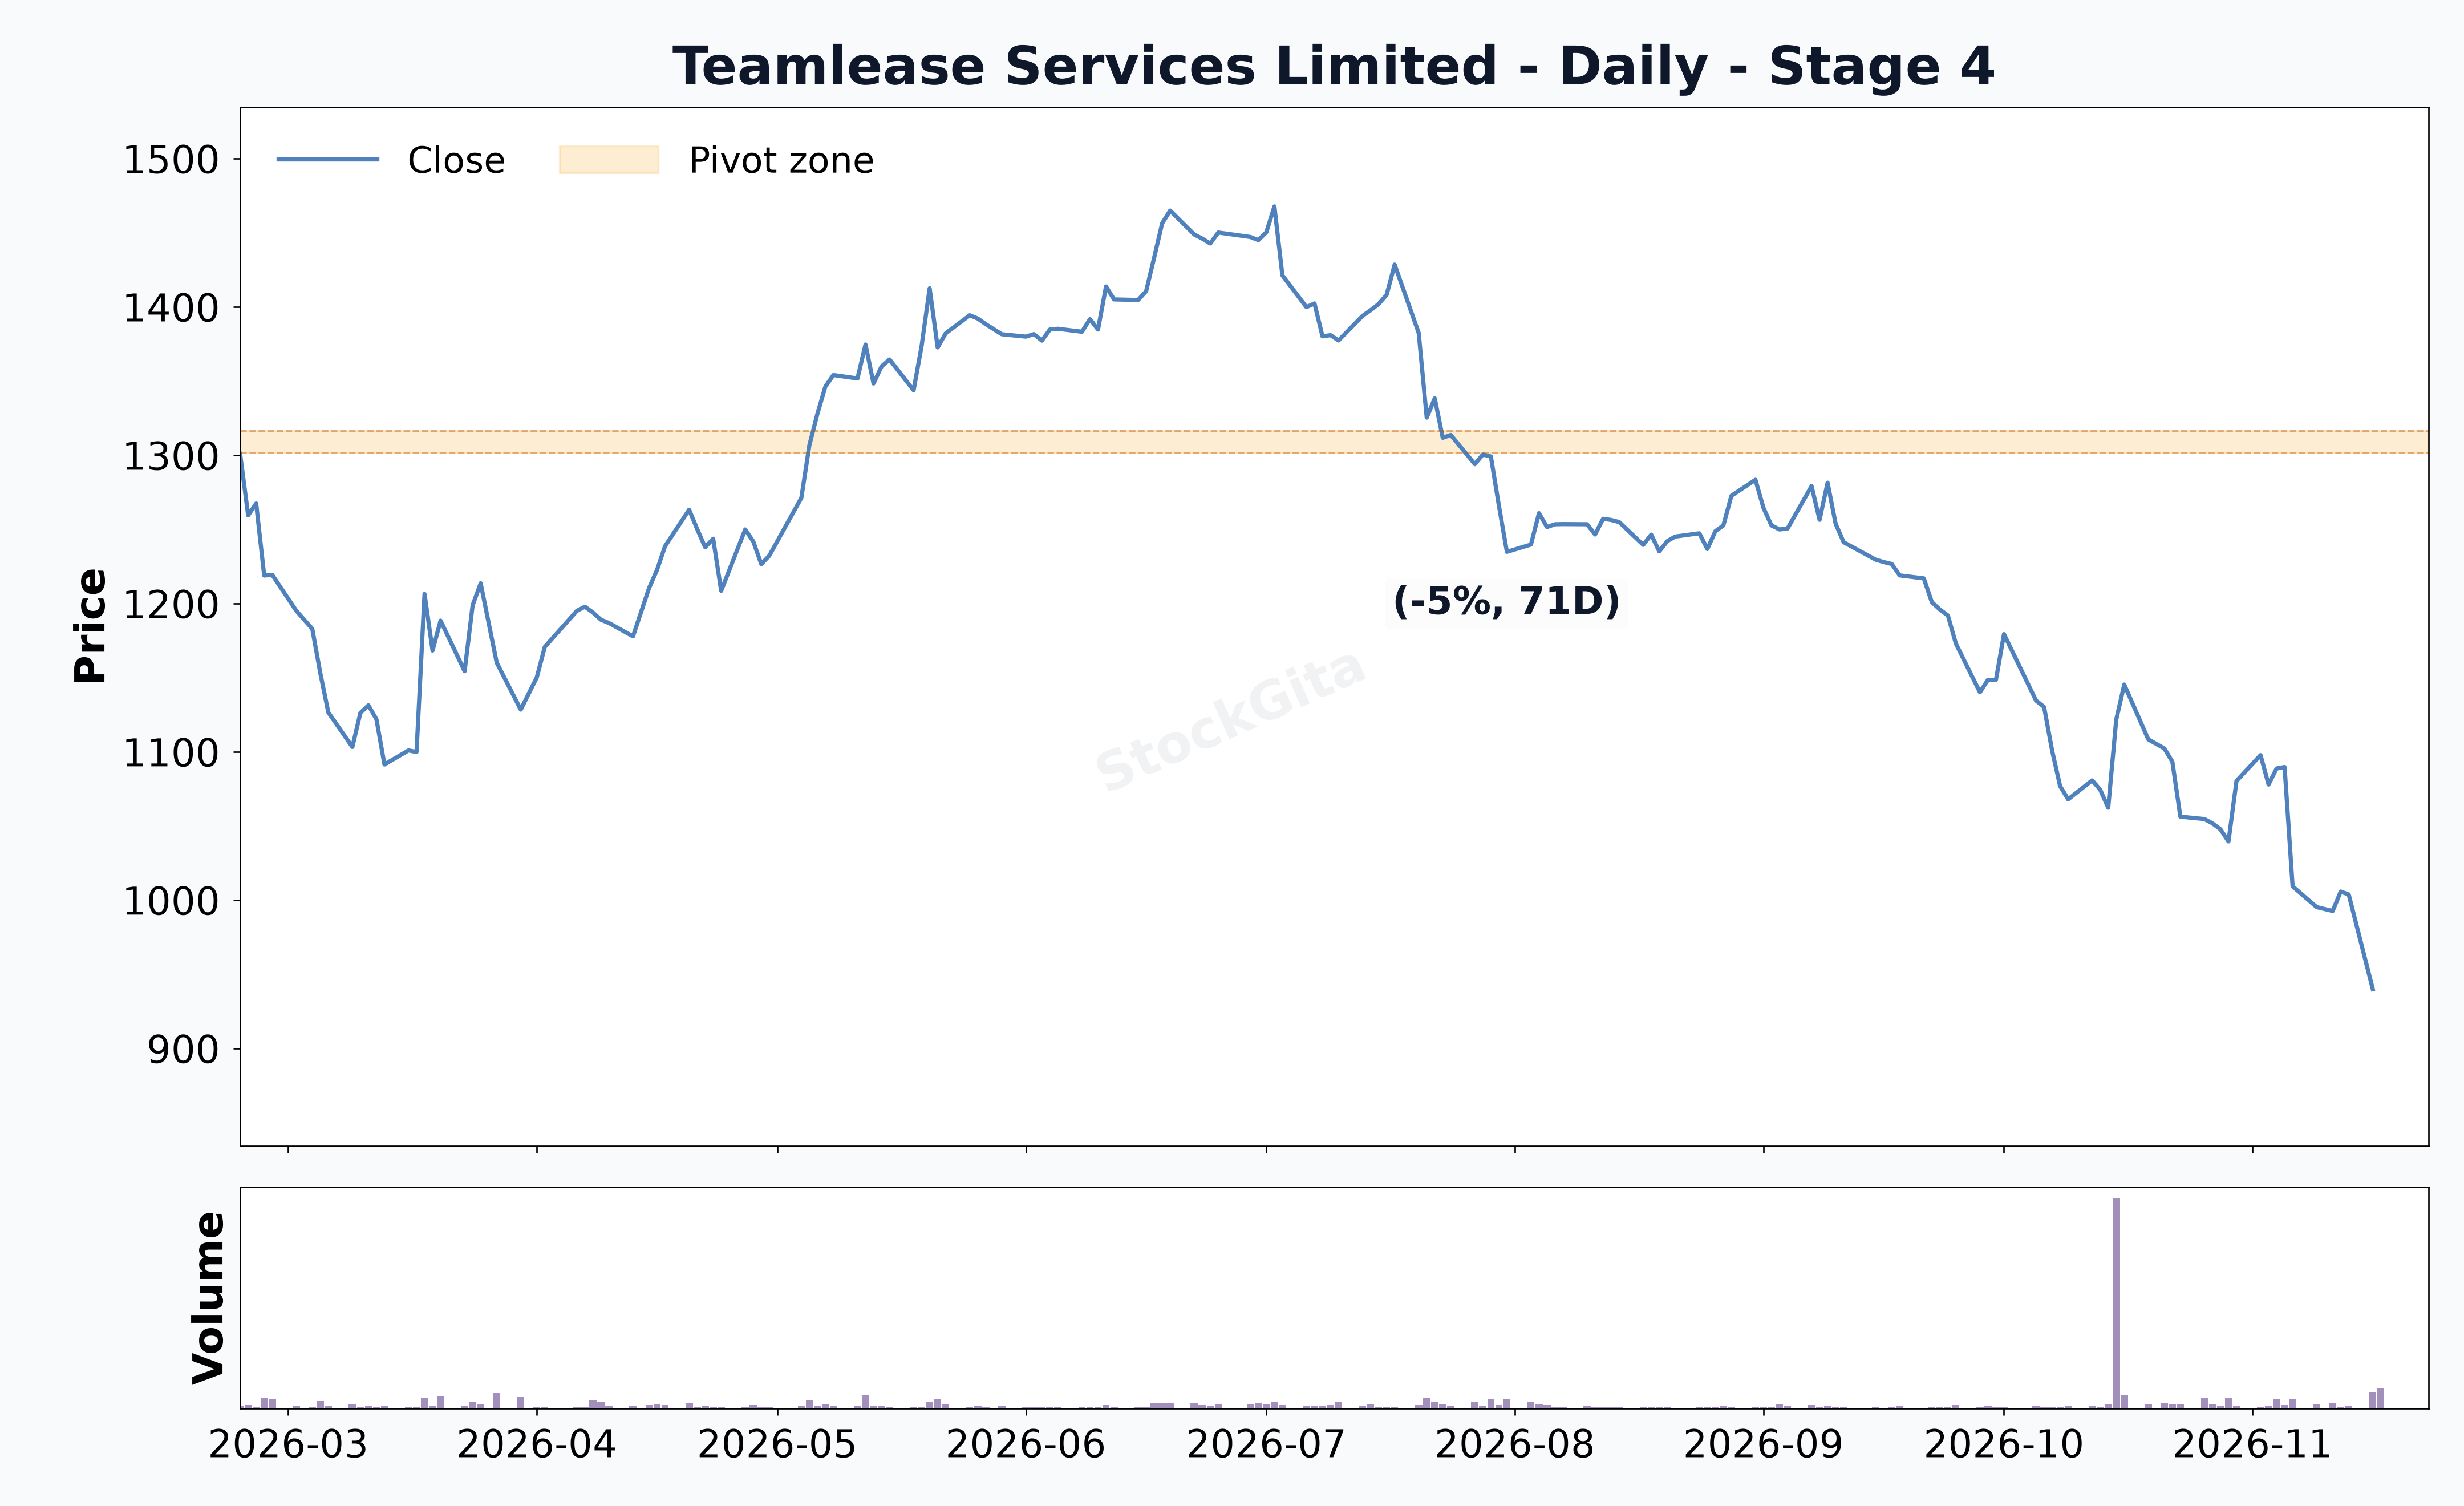 Teamlease Services Limited - Daily - Stage 4
Close
Pivot zone
1500
1400
1300
1200
1100
1000
900
Price
(-5%, 71D)
StockGita
Volume
2026-03
2026-04
2026-05
2026-06
2026-07
2026-08
2026-09
2026-10
2026-11